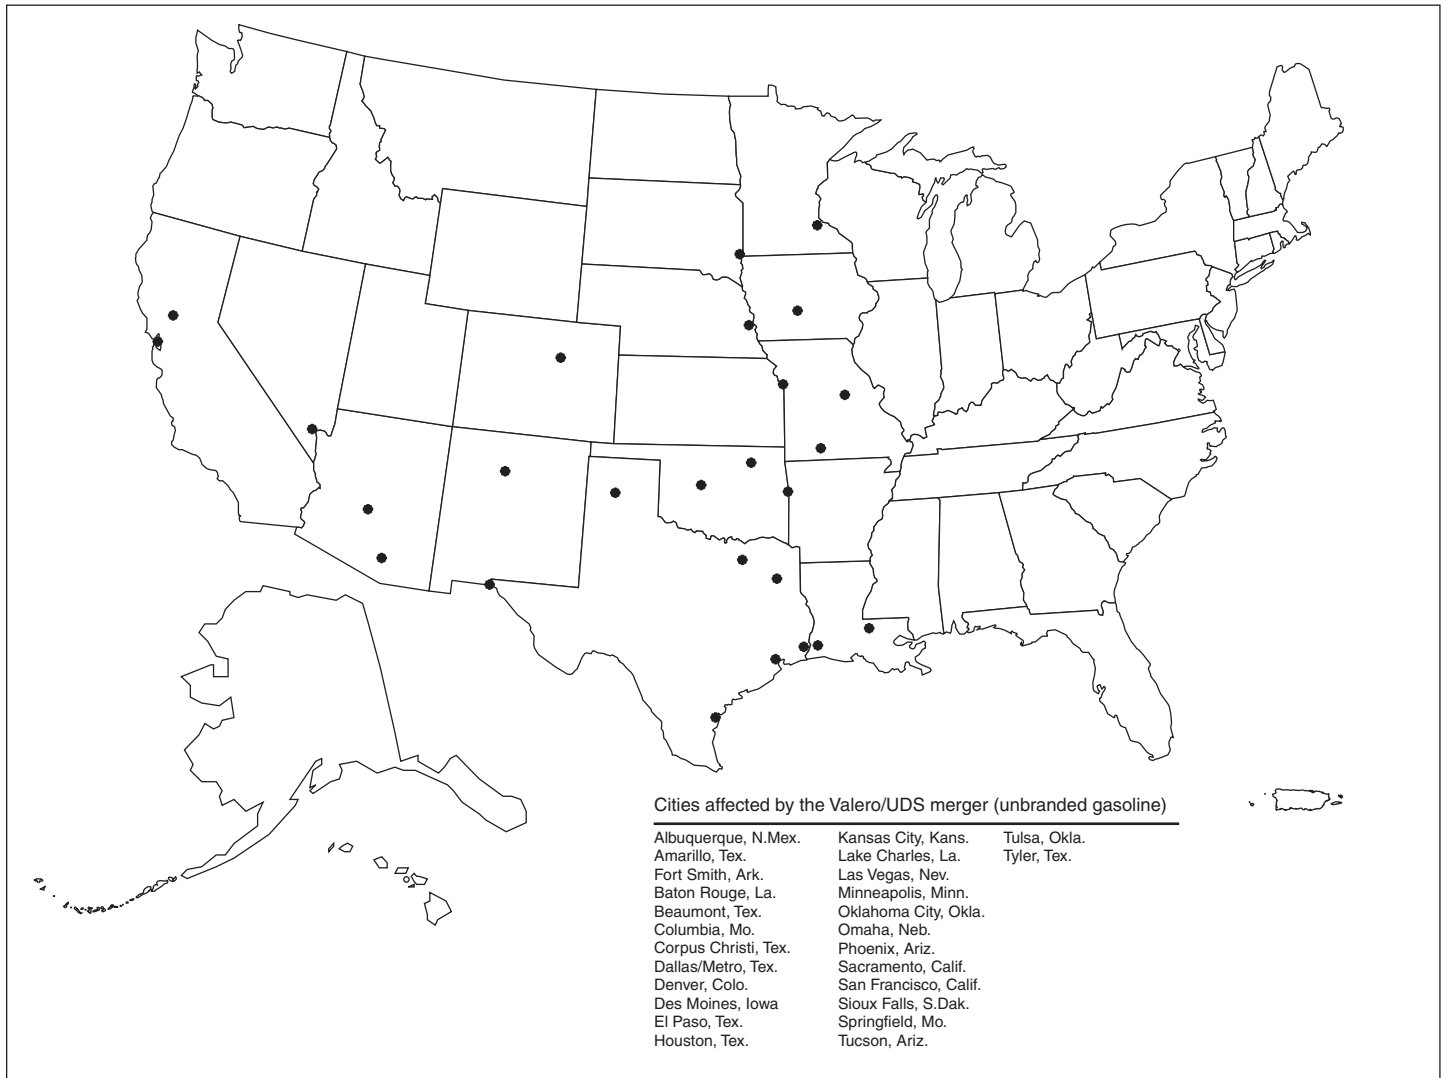 Cities affected by the Valero/UDS merger (unbranded gasoline)
Albuquerque, N.Mex.
Amarillo, Tex.
Fort Smith, Ark.
Baton Rouge, La.
Beaumont, Tex.
Columbia, Mo.
Corpus Christi, Tex.
Dallas/Metro, Tex.
Denver, Colo.
Des Moines, Iowa
El Paso, Tex.
Houston, Tex.
Kansas City, Kans.
Lake Charles, La.
Las Vegas, Nev.
Minneapolis, Minn.
Oklahoma City, Okla.
Omaha, Neb.
Phoenix, Ariz.
Sacramento, Calif.
San Francisco, Calif.
Sioux Falls, S.Dak.
Springfield, Mo.
Tucson, Ariz.
Tulsa, Okla.
Tyler, Tex.